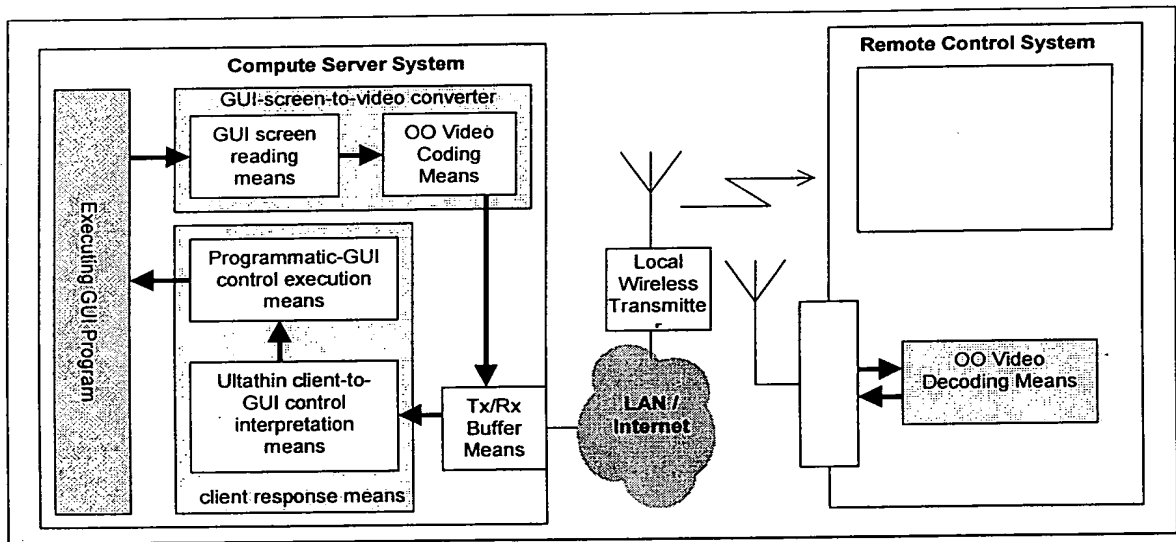 Compute Server System
GUI-screen-to-video converter
GUI screen
reading
means
OO Video
Coding
Means
Executing GUI Program
Programmatic-GUI
control execution
means
Ultathin client-to-
GUI control
interpretation
means
client response means
Tx/Rx
Buffer
Means
Local
Wireless
Transmitte
r
LAN /
Internet
Remote Control System
OO Video
Decoding Means